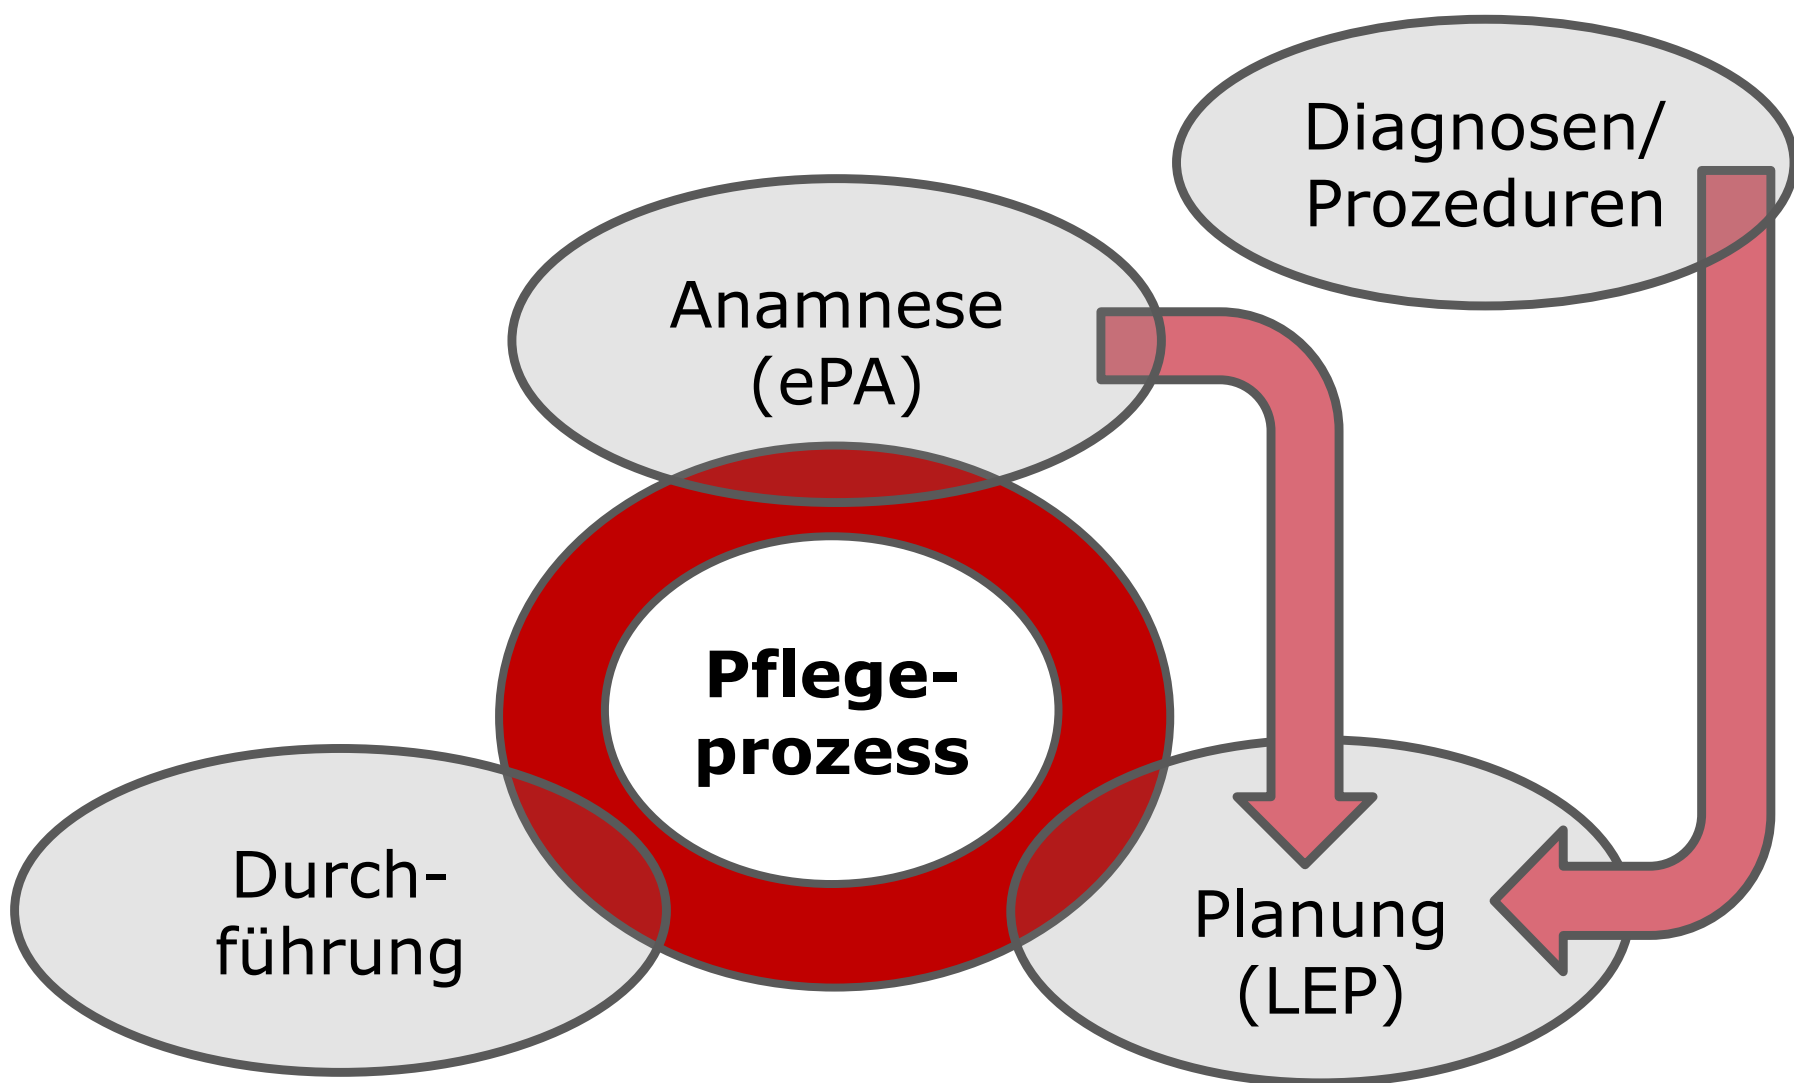 Diagnosen/
Prozeduren
Anamnese
(ePA)
Pflege-
prozess
Durch-
führung
Planung
(LEP)